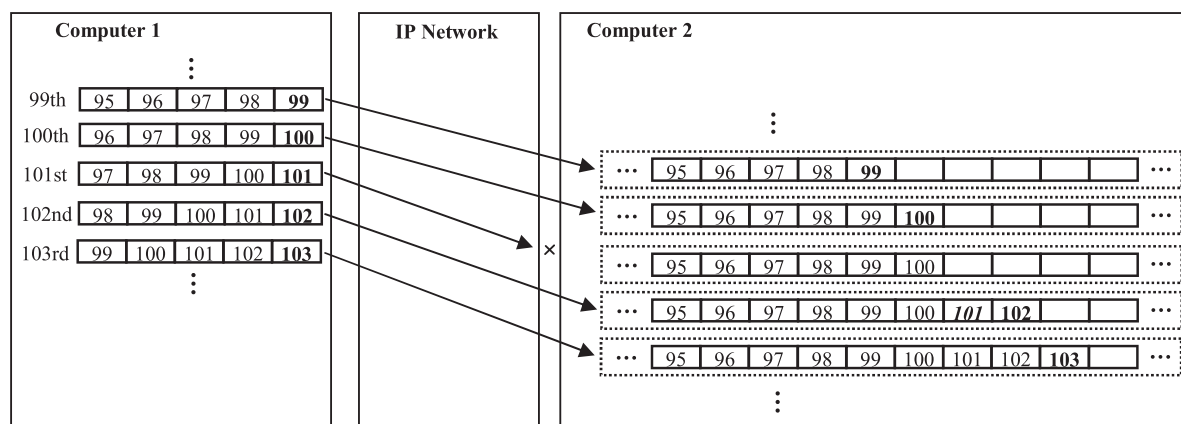 Computer 1
IP Network
Computer 2
⋮
99th 95 96 97 98 99
100th 96 97 98 99 100
101st 97 98 99 100 101
102nd 98 99 100 101 102
103rd 99 100 101 102 103
⋮
×
⋮
... 95 96 97 98 99 ...
... 95 96 97 98 99 100 ...
... 95 96 97 98 99 100 ...
... 95 96 97 98 99 100 101 102 ...
... 95 96 97 98 99 100 101 102 103 ...
⋮